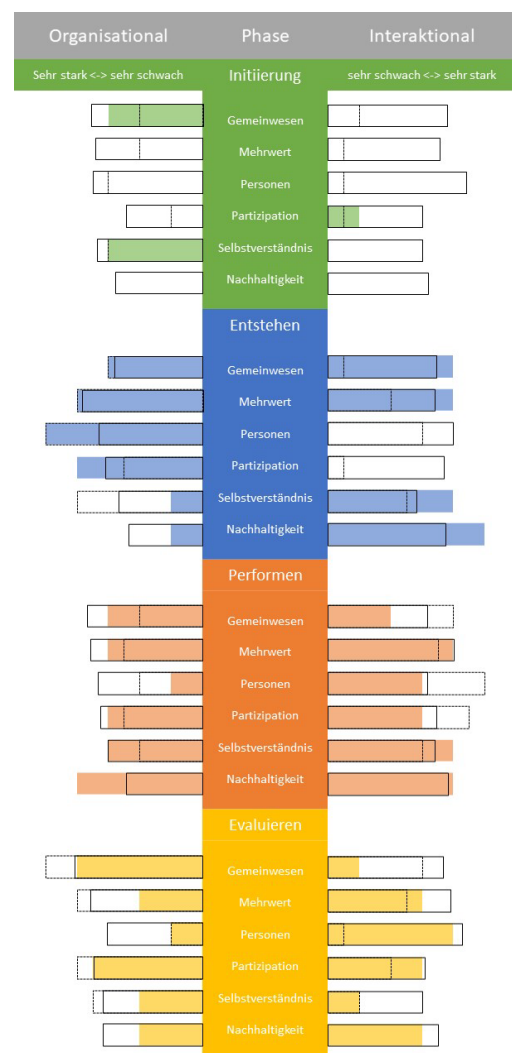 Organisational Phase Interaktional
Sehr stark <-> sehr schwach Initiierung sehr schwach <-> sehr stark
Gemeinwesen
Mehrwert
Personen
Partizipation
Selbstverständnis
Nachhaltigkeit
Entstehen
Gemeinwesen
Mehrwert
Personen
Partizipation
Selbstverständnis
Nachhaltigkeit
Performen
Gemeinwesen
Mehrwert
Personen
Partizipation
Selbstverständnis
Nachhaltigkeit
Evaluieren
Gemeinwesen
Mehrwert
Personen
Partizipation
Selbstverständnis
Nachhaltigkeit